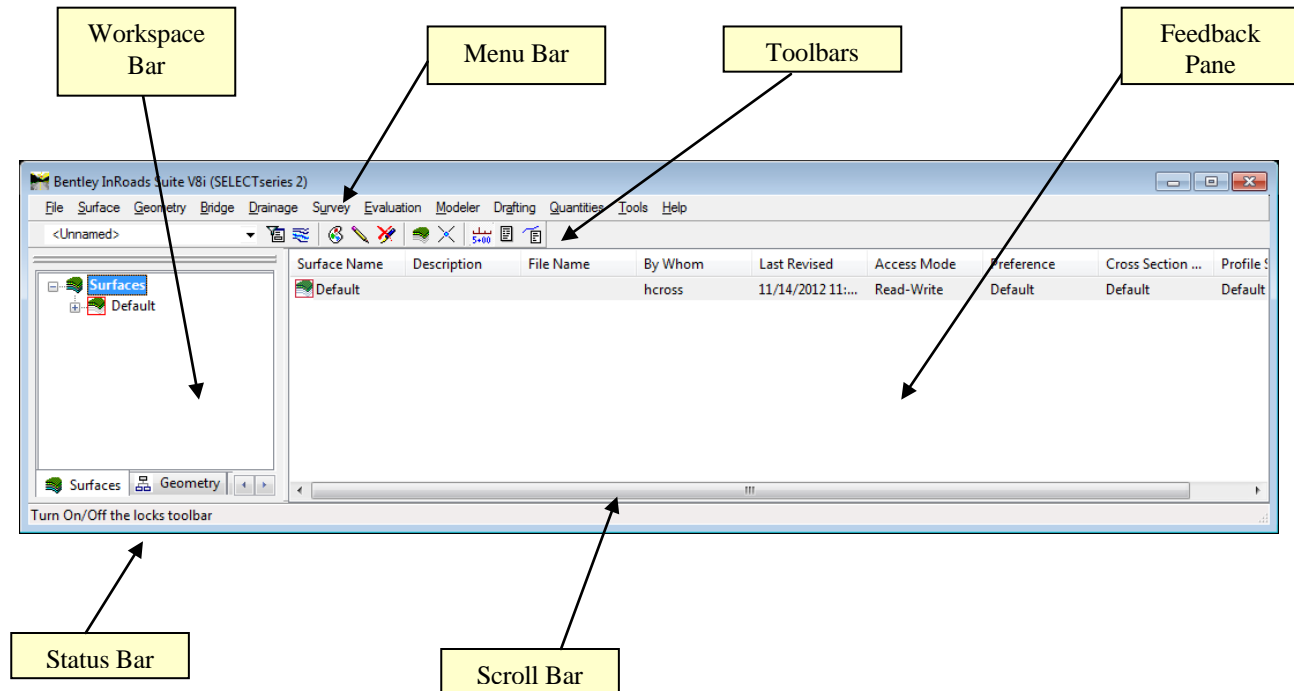 Workspace
Bar
Menu Bar
Toolbars
Feedback
Pane
Bentley InRoads Suite V8i (SELECTseries 2)
File Surface Geometry Bridge Drainage Survey Evaluation Modeler Drafting Quantities Tools Help
<Unnamed>
5+00
Surface Name Description File Name By Whom Last Revised Access Mode Preference Cross Section ... Profile S
Surfaces
Default hcross 11/14/2012 11:... Read-Write Default Default Default
Default
Surfaces Geometry
Turn On/Off the locks toolbar
Status Bar
Scroll Bar